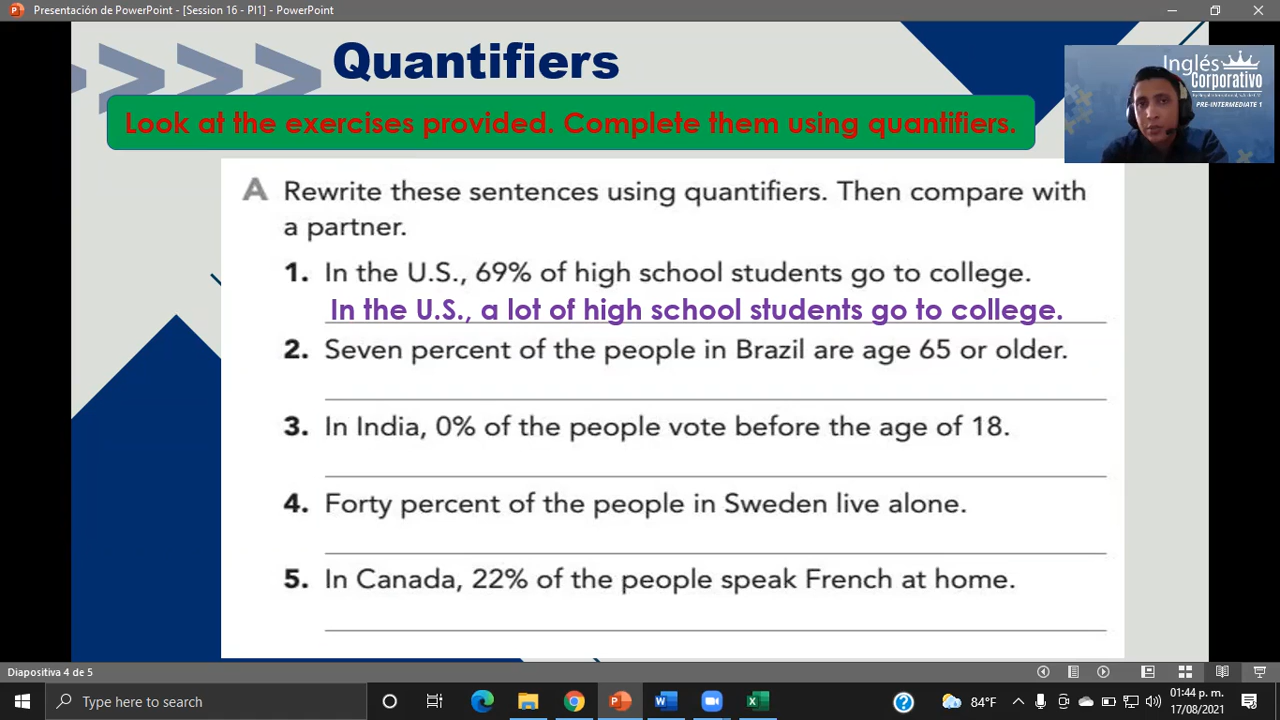 Presentación de PowerPoint - [Session 16 - PI1] - PowerPoint
Quantifiers
Inglés
Corporativo
PRE-INTERMEDIATE 1
Look at the exercises provided. Complete them using quantifiers.
A Rewrite these sentences using quantifiers. Then compare with
a partner.
1. In the U.S., 69% of high school students go to college.
In the U.S., a lot of high school students go to college.
2. Seven percent of the people in Brazil are age 65 or older.
3. In India, 0% of the people vote before the age of 18.
4. Forty percent of the people in Sweden live alone.
5. In Canada, 22% of the people speak French at home.
Diapositiva 4 de 5
Type here to search
84°F
01:44 p. m.
17/08/2021